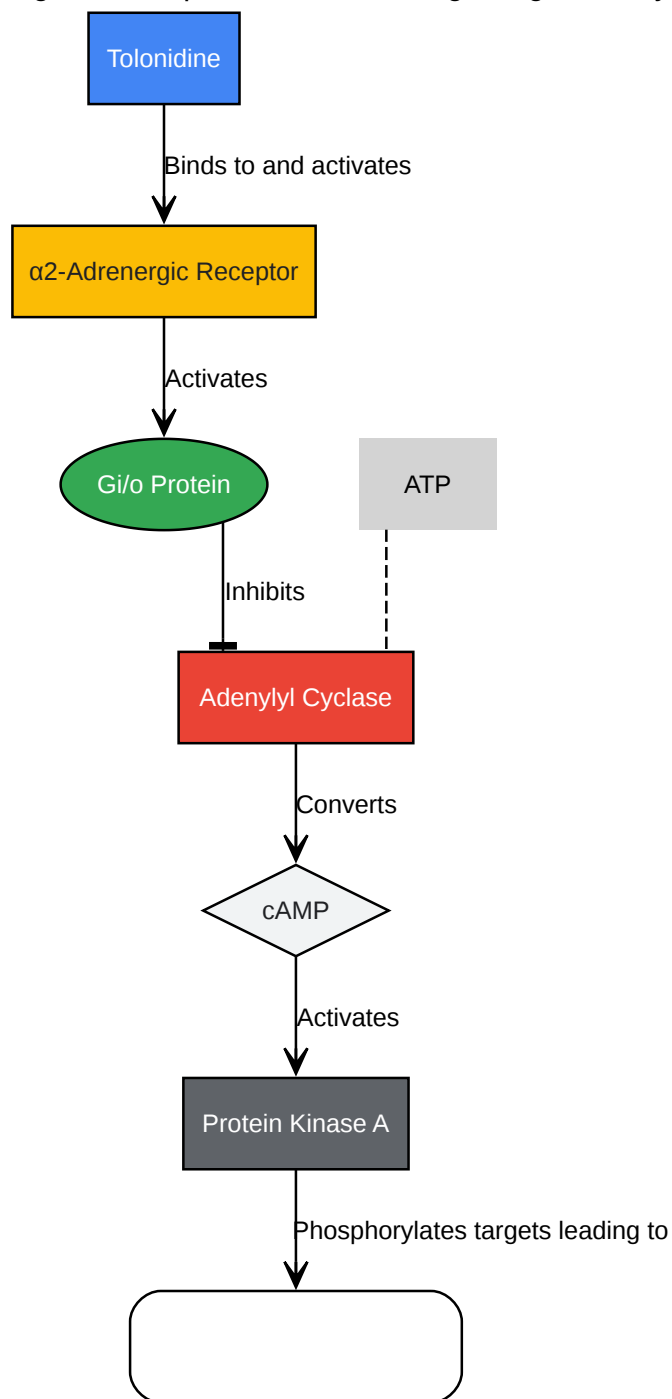 Tolonidine
Binds to and activates
α2-Adrenergic Receptor
Activates
Gi/o Protein
ATP
Inhibits
Adenylyl Cyclase
Converts
cAMP
Activates
Protein Kinase A
Phosphorylates targets leading to